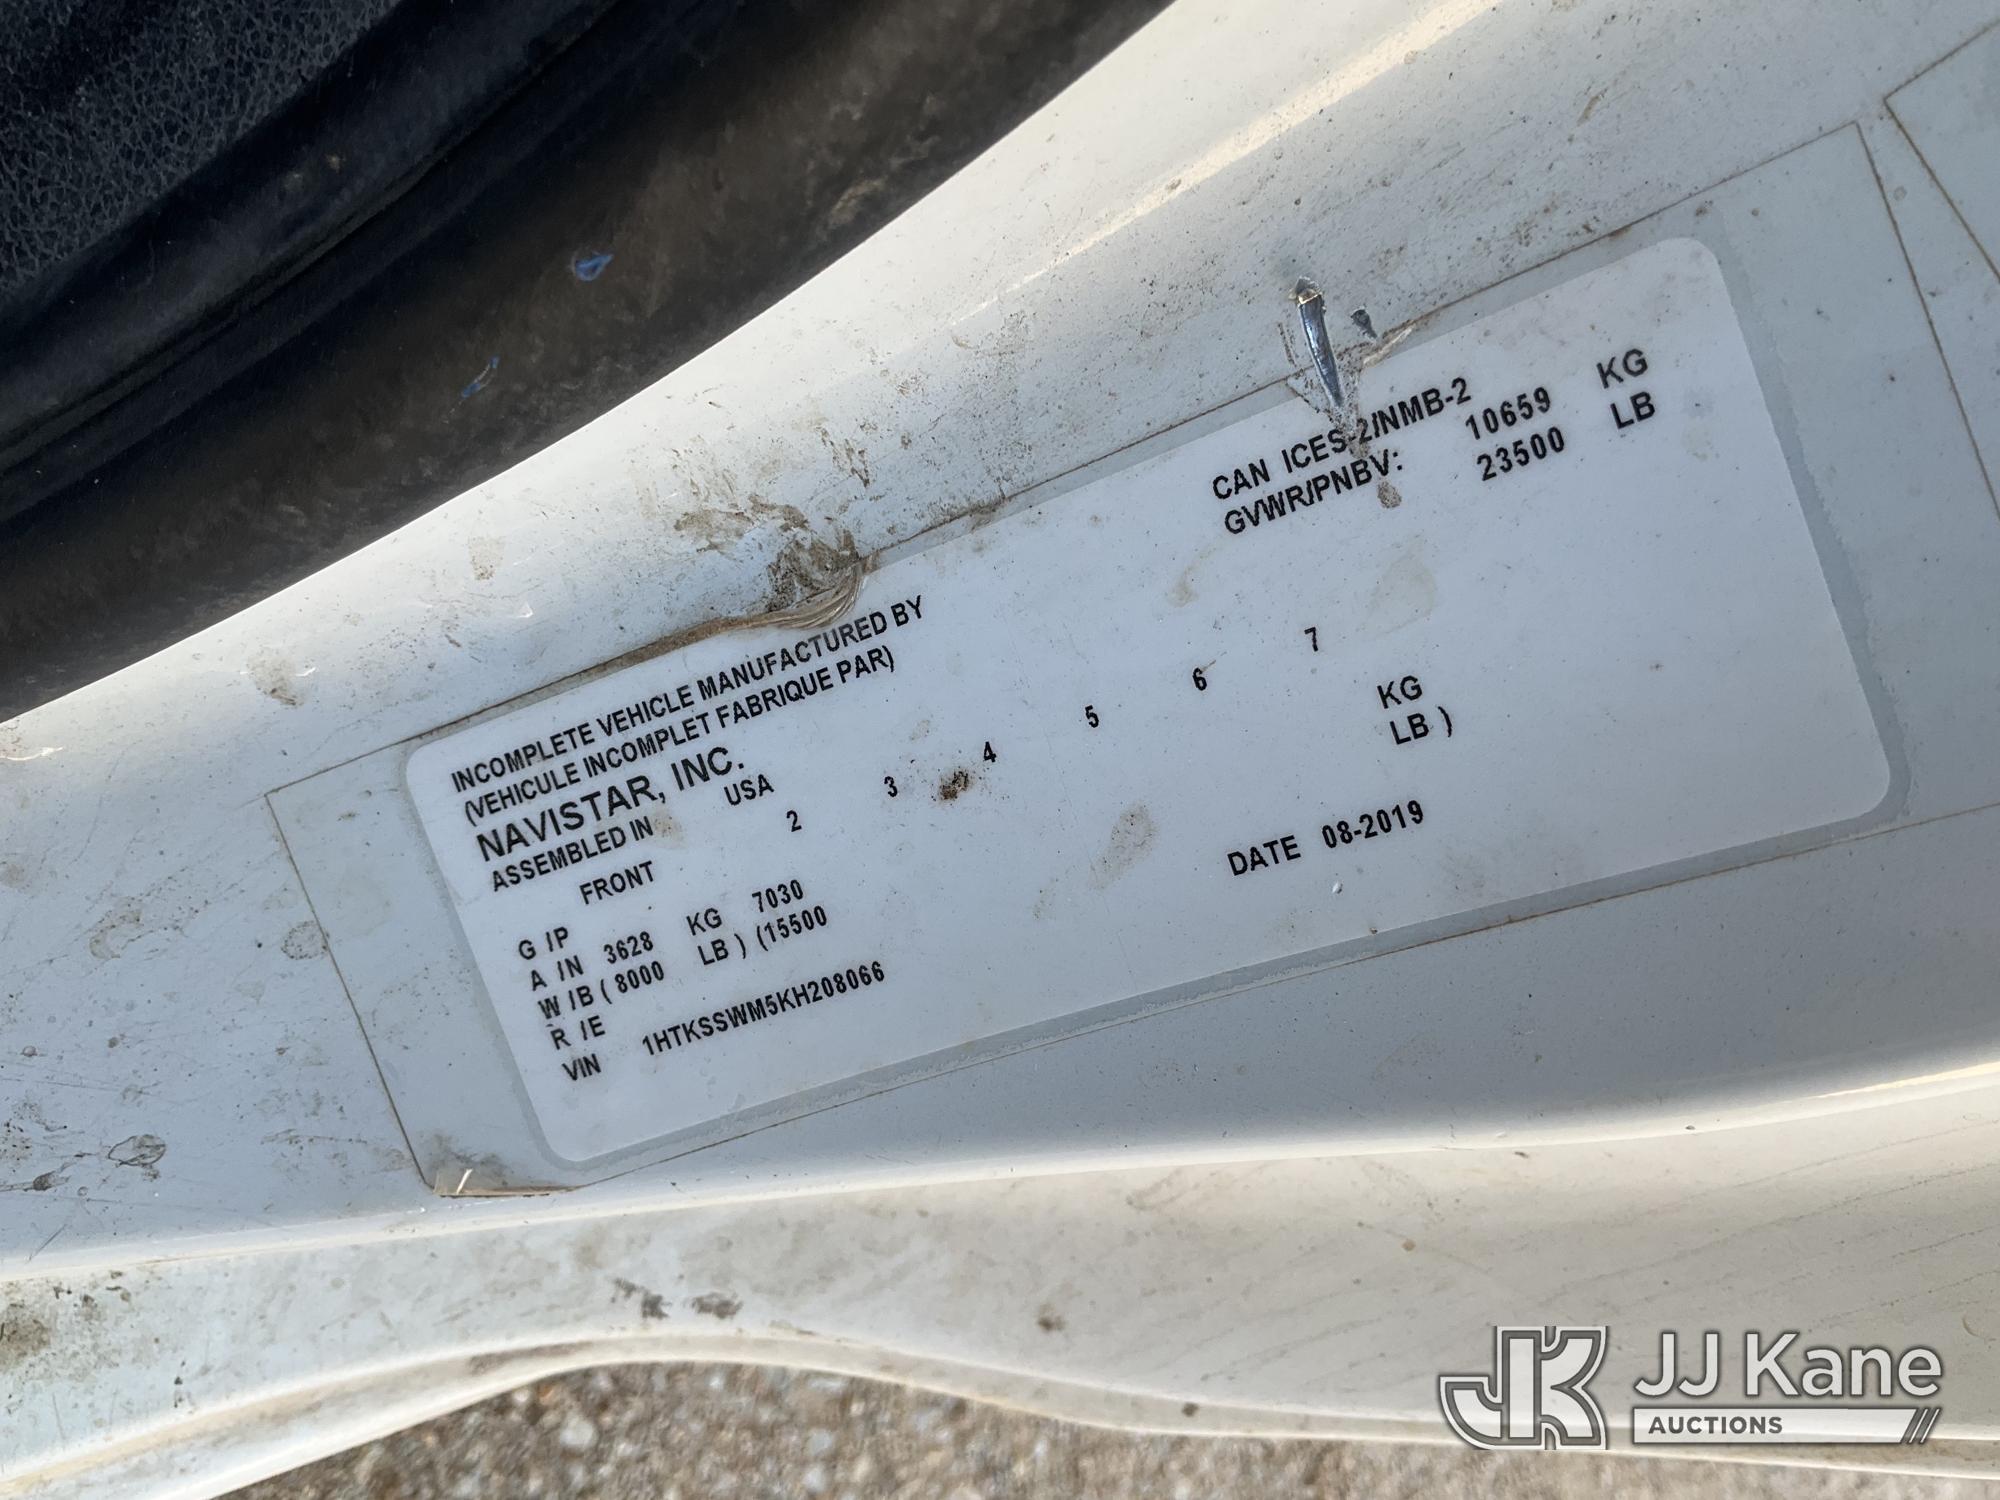 INCOMPLETE VEHICLE MANUFACTURED BY
(VEHICULE INCOMPLET FABRIQUE PAR)
NAVISTAR, INC.
ASSEMBLED IN USA
CAN ICES-2/NMB-2
GVWR/PNBV: 10659 KG
23500 LB
FRONT 2 3 4 5 6 7
G /P
A /N 3628 KG 7030 KG
W /B ( 8000 LB ) (15500 LB )
R /E
VIN 1HTKSSWM5KH208066
DATE 08-2019
JK JJ Kane
AUCTIONS